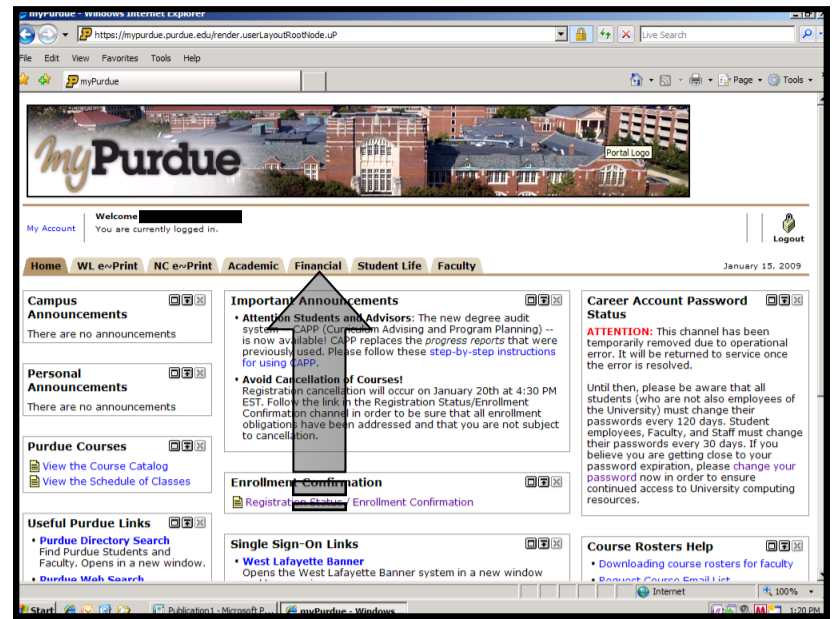 myPurdue - Windows Internet Explorer
https://mypurdue.purdue.edu/render.userLayoutRootNode.uP
Live Search
File Edit View Favorites Tools Help
myPurdue
Page Tools
myPurdue
Portal Logo
My Account
Welcome
You are currently logged in.
Logout
Home WL e~Print NC e~Print Academic Financial Student Life Faculty
January 15, 2009
Campus
Announcements
There are no announcements
Personal
Announcements
There are no announcements
Purdue Courses
View the Course Catalog
View the Schedule of Classes
Useful Purdue Links
• Purdue Directory Search
Find Purdue Students and
Faculty. Opens in a new window.
• Purdue Web Search
Important Announcements
• Attention Students and Advisors: The new degree audit
system -- CAPP (Curriculum Advising and Program Planning) --
is now available! CAPP replaces the progress reports that were
previously used. Please follow these step-by-step instructions
for using CAPP.
• Avoid Cancellation of Courses!
Registration cancellation will occur on January 20th at 4:30 PM
EST. Follow the link in the Registration Status/Enrollment
Confirmation channel in order to be sure that all enrollment
obligations have been addressed and that you are not subject
to cancellation.
Enrollment Confirmation
Registration Status / Enrollment Confirmation
Single Sign-On Links
• West Lafayette Banner
Opens the West Lafayette Banner system in a new window
Career Account Password
Status
ATTENTION: This channel has been
temporarily removed due to operational
error. It will be returned to service once
the error is resolved.
Until then, please be aware that all
students (who are not also employees of
the University) must change their
passwords every 120 days. Student
employees, Faculty, and Staff must change
their passwords every 30 days. If you
believe you are getting close to your
password expiration, please change your
password now in order to ensure
continued access to University computing
resources.
Course Rosters Help
• Downloading course rosters for faculty
• Request Course Email List
Internet
100%
Start
Publication1 - Microsoft P...
myPurdue - Windows...
1:20 PM